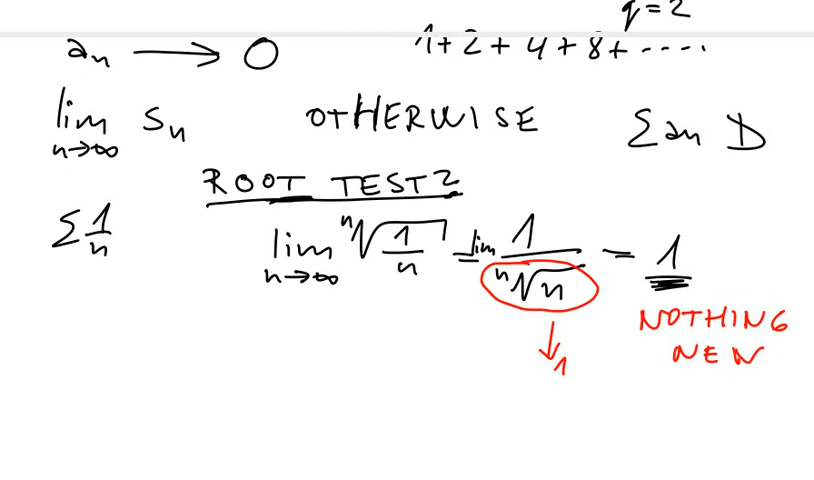 q = 2
aₙ → 0 1 + 2 + 4 + 8 + ....
lim n→∞ Sₙ OTHERWISE Σ aₙ D
ROOT TEST?
Σ 1/n lim n→∞ ⁿ√(1/n) = lim 1/ⁿ√n = 1
↓ 1
NOTHING
NEW